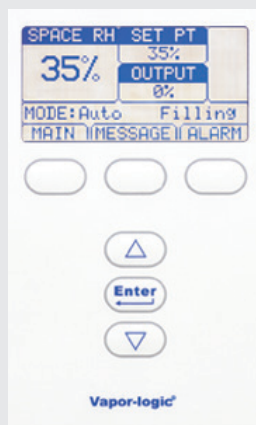 SPACE RH SET PT
35% 35%
OUTPUT
0%
MODE:Auto Filling
MAIN MESSAGE ALARM
Enter
Vapor-logic®